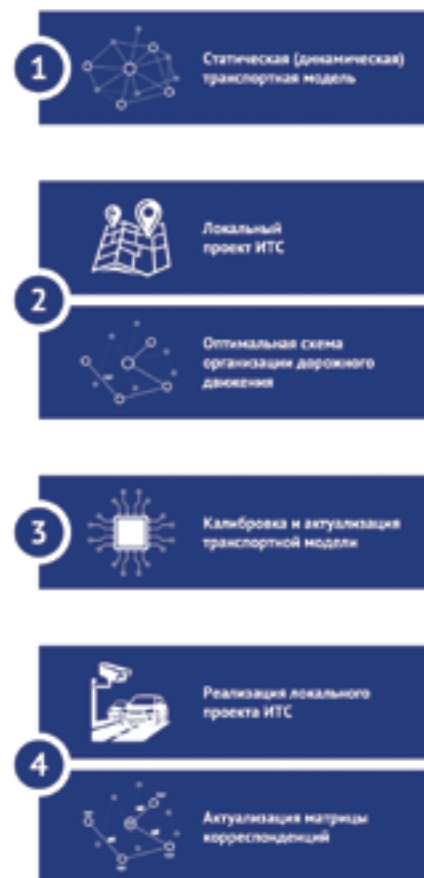 1
Статическая (динамическая)
транспортная модель
2
Локальный
проект ИТС
Оптимальная схема
организации дорожного
движения
3
Калибровка и актуализация
транспортной модели
4
Реализация локального
проекта ИТС
Актуализация матрицы
корреспонденций